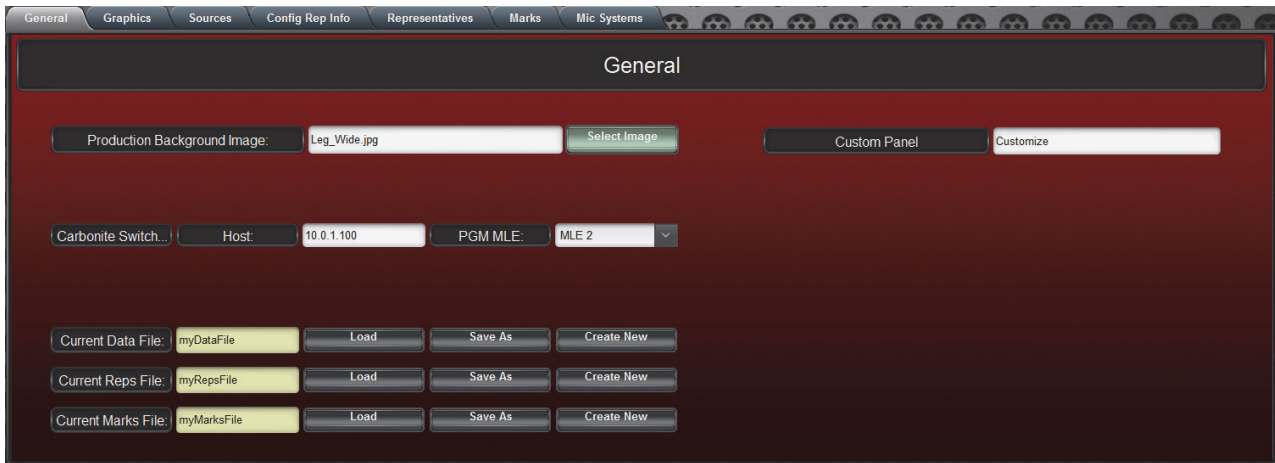 General Graphics Sources Config Rep Info Representatives Marks Mic Systems
General
Production Background Image: Leg_Wide.jpg Select Image Custom Panel Customize
Carbonite Switch... Host: 10.0.1.100 PGM MLE: MLE 2
Current Data File: myDataFile Load Save As Create New
Current Reps File: myRepsFile Load Save As Create New
Current Marks File: myMarksFile Load Save As Create New